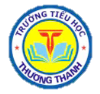 TRƯỜNG TIỂU HỌC
THƯỢNG THANH